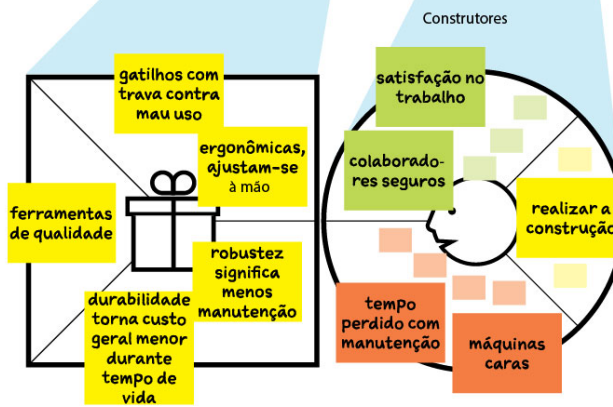 Construtores
gatilhos com
trava contra
mau uso
ergonômicas,
ajustam-se
à mão
ferramentas
de qualidade
robustez
significa
menos
manutenção
durabilidade
torna custo
geral menor
durante
tempo de
vida
satisfação no
trabalho
colaborado-
res seguros
realizar a
construção
tempo
perdido com
manutenção
máquinas
caras